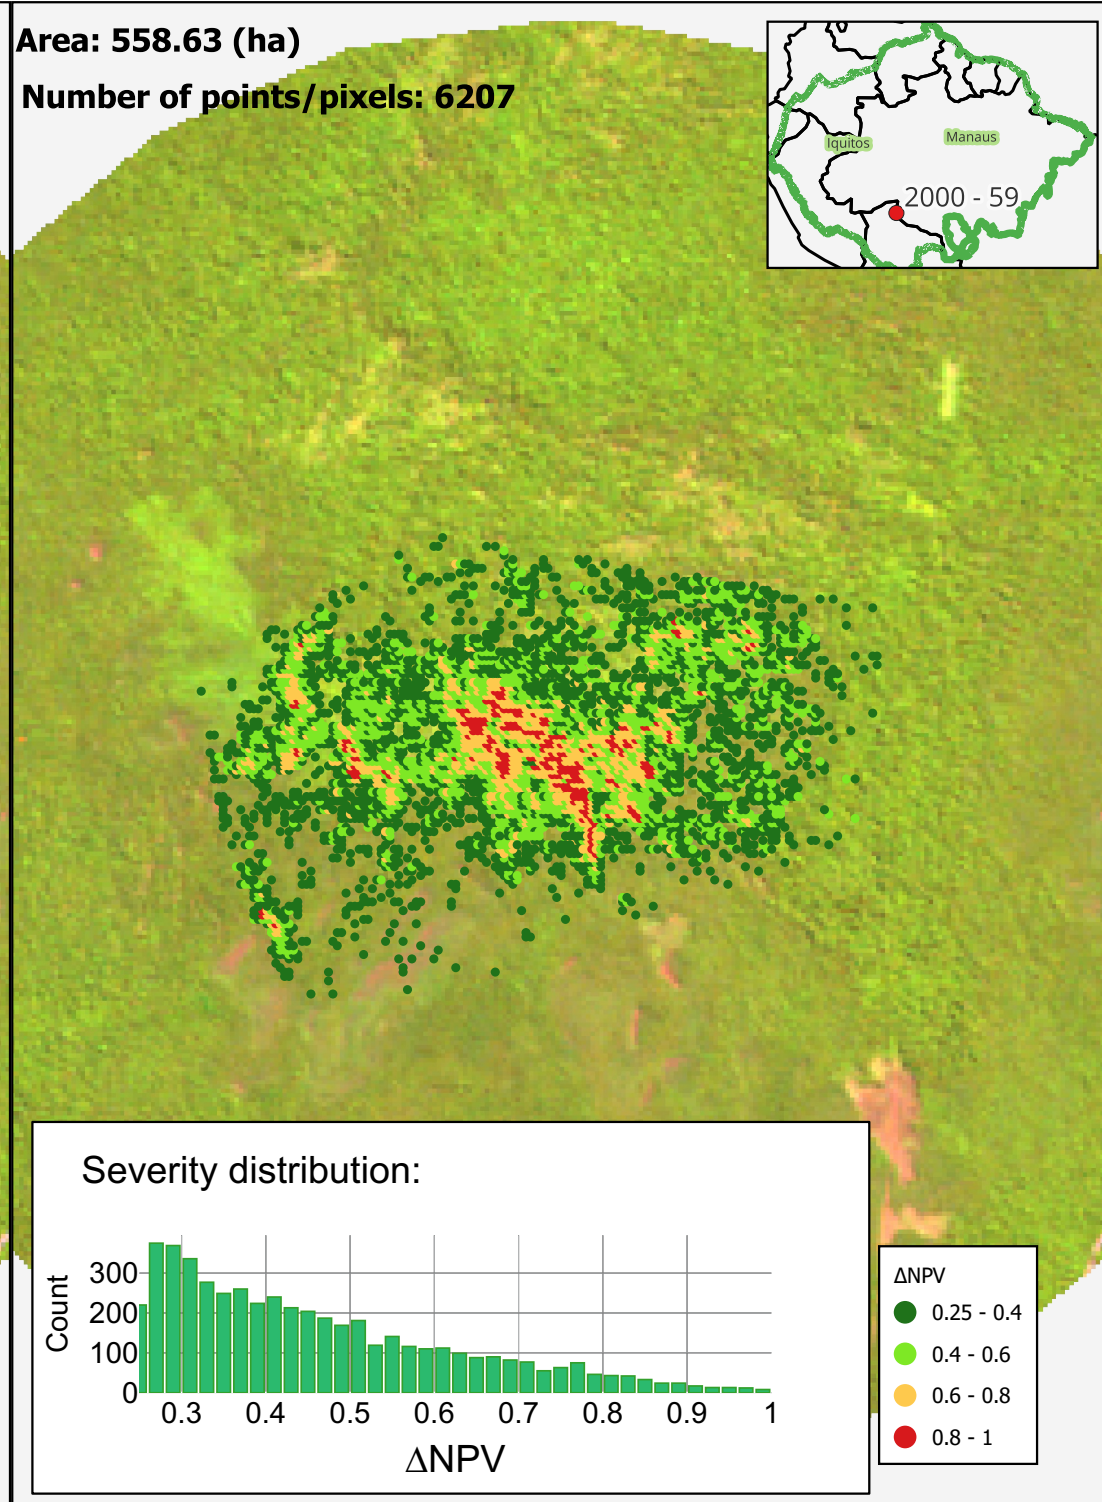 Area: 558.63 (ha)
Number of points/pixels: 6207
Iquitos
Manaus
2000 - 59
Severity distribution:
Count
300
200
100
0
0.3 0.4 0.5 0.6 0.7 0.8 0.9 1
ΔNPV
ΔNPV
0.25 - 0.4
0.4 - 0.6
0.6 - 0.8
0.8 - 1